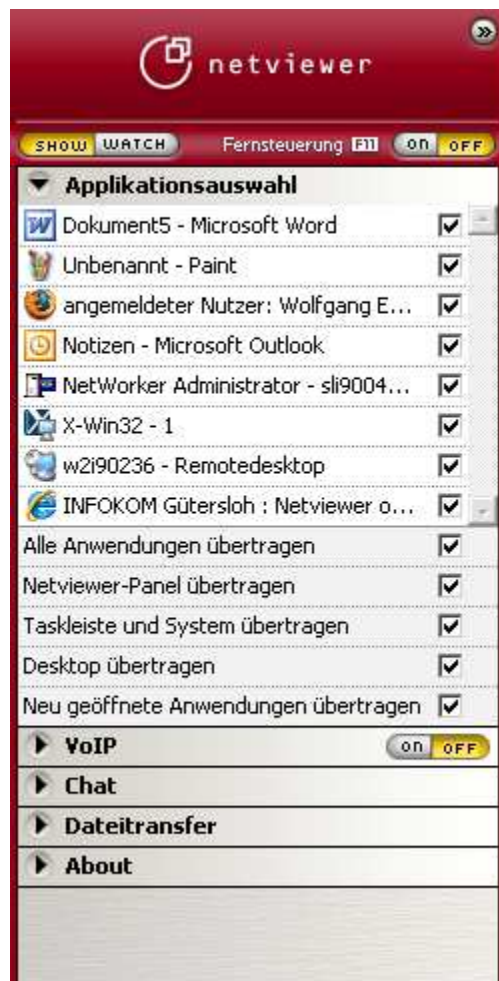 netviewer
SHOW WATCH Fernsteuerung F11 on OFF
Applikationsauswahl
Dokument5 - Microsoft Word
Unbenannt - Paint
angemeldeter Nutzer: Wolfgang E...
Notizen - Microsoft Outlook
NetWorker Administrator - sli9004...
X-Win32 - 1
w2i90236 - Remotedesktop
INFOKOM Gütersloh : Netviewer o...
Alle Anwendungen übertragen
Netviewer-Panel übertragen
Taskleiste und System übertragen
Desktop übertragen
Neu geöffnete Anwendungen übertragen
VoIP on OFF
Chat
Dateitransfer
About